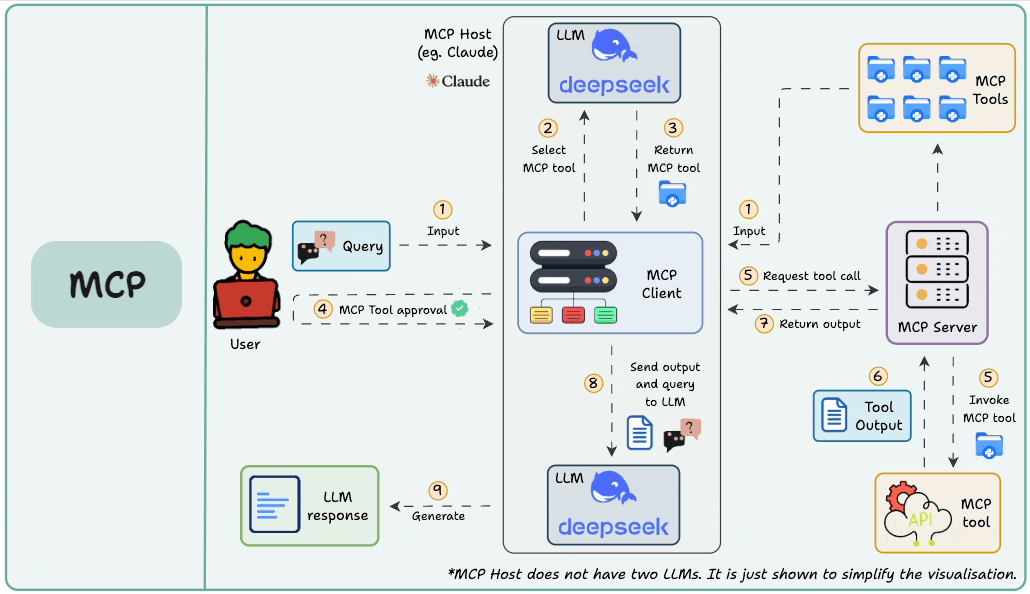 MCP
MCP Host
(eg. Claude)
Claude
LLM
deepseek
2
Select
MCP tool
3
Return
MCP tool
MCP
Tools
1
Input
Query
1
Input
MCP
Client
5 Request tool call
7 Return output
MCP Server
4 MCP Tool approval
User
8
Send output
and query
to LLM
6
Tool
Output
5
Invoke
MCP tool
LLM
response
9
Generate
LLM
deepseek
API
MCP
tool
*MCP Host does not have two LLMs. It is just shown to simplify the visualisation.